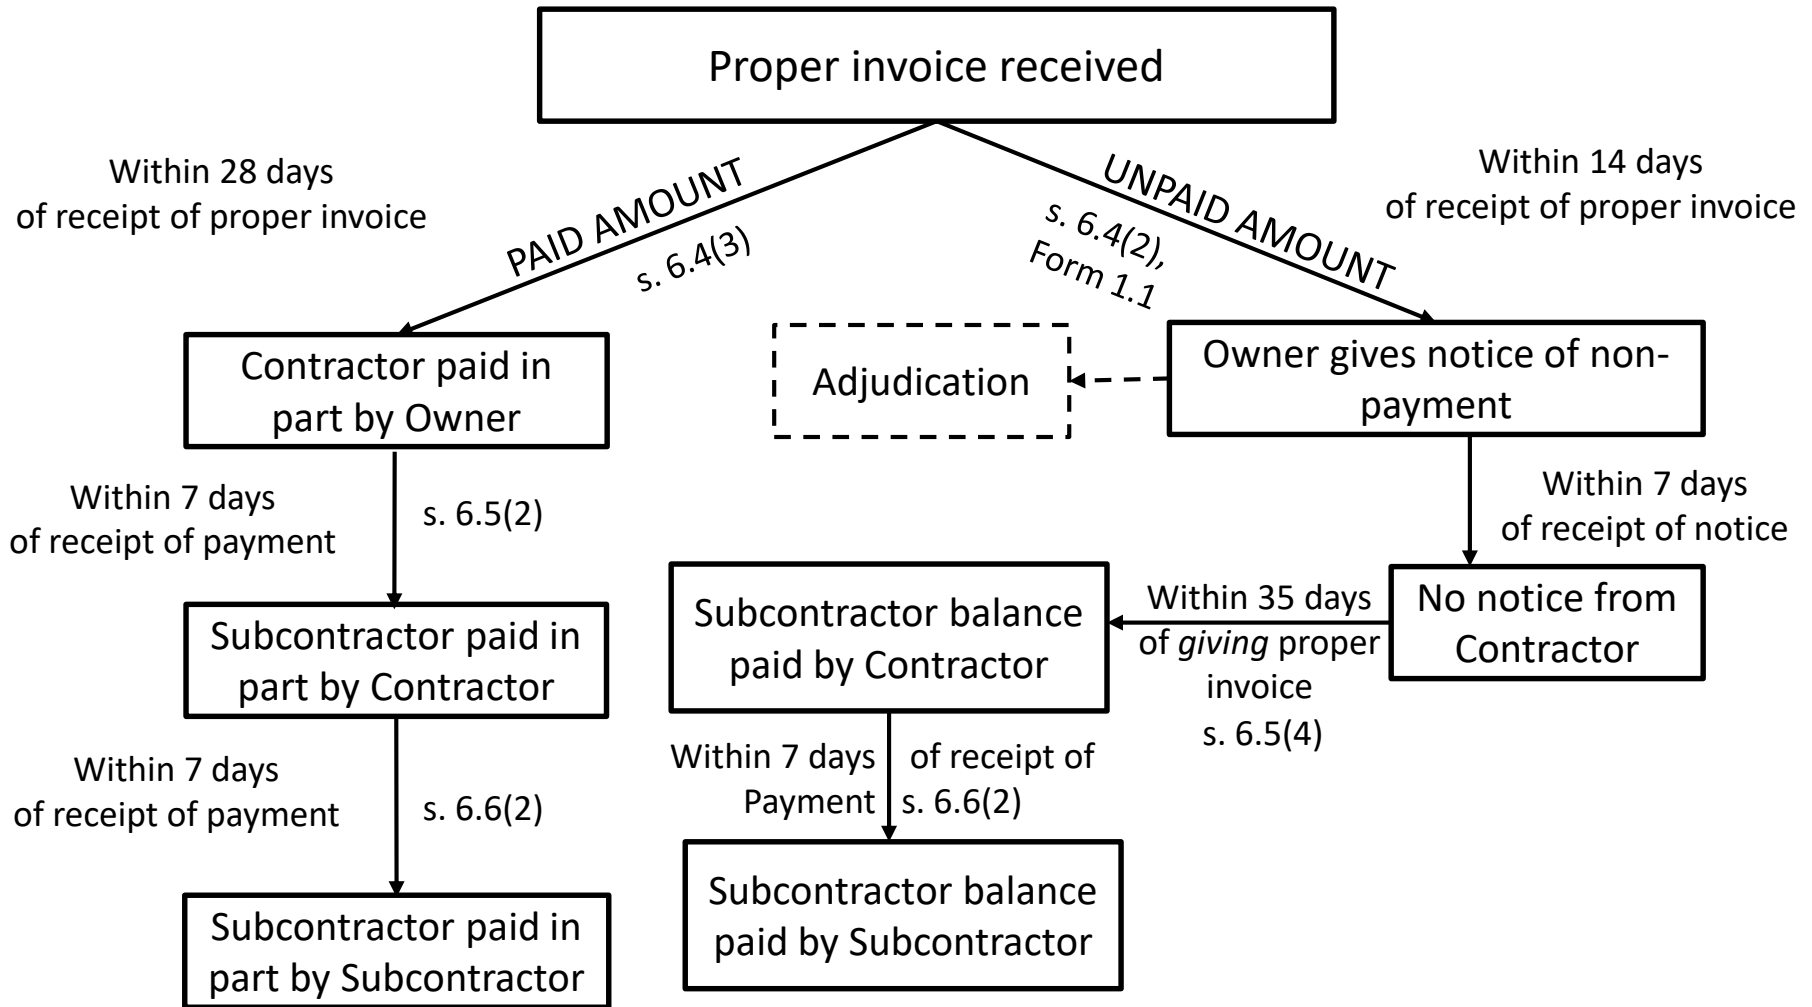 Proper invoice received
Within 28 days
of receipt of proper invoice
PAID AMOUNT
s. 6.4(3)
UNPAID AMOUNT
s. 6.4(2),
Form 1.1
Within 14 days
of receipt of proper invoice
Contractor paid in
part by Owner
Adjudication
Owner gives notice of non-
payment
Within 7 days
of receipt of payment
s. 6.5(2)
Within 7 days
of receipt of notice
Subcontractor paid in
part by Contractor
Subcontractor balance
paid by Contractor
Within 35 days
of giving proper
invoice
s. 6.5(4)
No notice from
Contractor
Within 7 days
of receipt of payment
s. 6.6(2)
Within 7 days of receipt of
Payment s. 6.6(2)
Subcontractor paid in
part by Subcontractor
Subcontractor balance
paid by Subcontractor